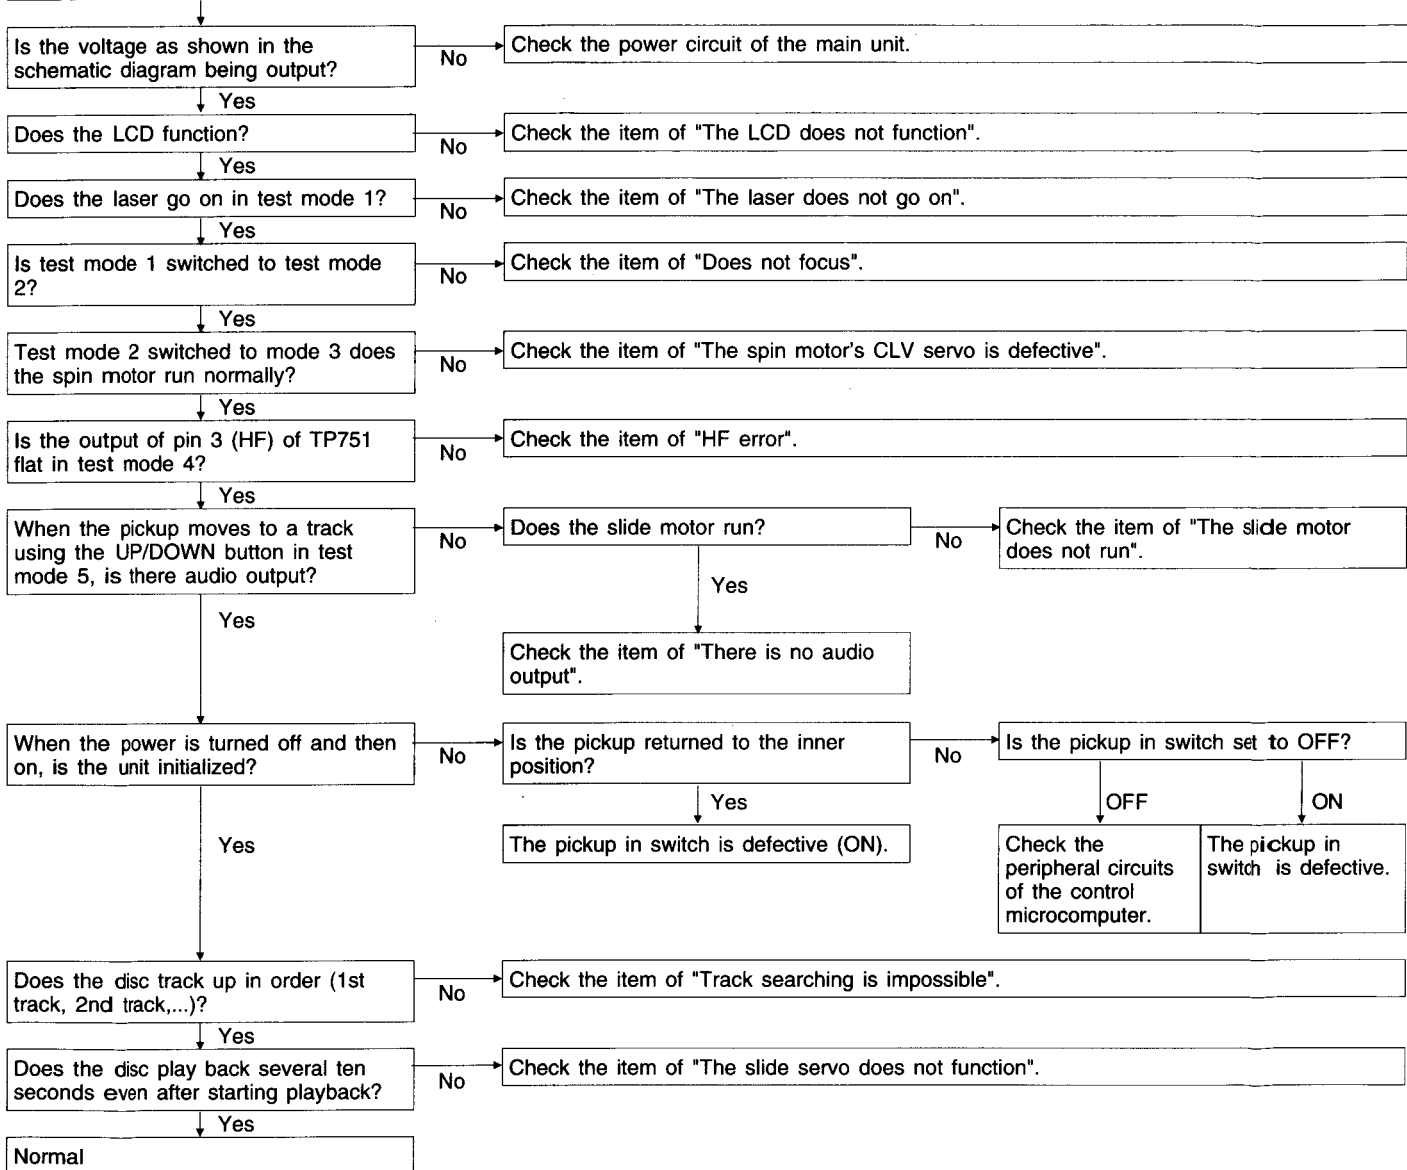 Is the voltage as shown in the
schematic diagram being output?
No
Check the power circuit of the main unit.
Yes
Does the LCD function?
No
Check the item of "The LCD does not function".
Yes
Does the laser go on in test mode 1?
No
Check the item of "The laser does not go on".
Yes
Is test mode 1 switched to test mode
2?
No
Check the item of "Does not focus".
Yes
Test mode 2 switched to mode 3 does
the spin motor run normally?
No
Check the item of "The spin motor's CLV servo is defective".
Yes
Is the output of pin 3 (HF) of TP751
flat in test mode 4?
No
Check the item of "HF error".
Yes
When the pickup moves to a track
using the UP/DOWN button in test
mode 5, is there audio output?
No
Does the slide motor run?
No
Check the item of "The slide motor
does not run".
Yes
Check the item of "There is no audio
output".
Yes
When the power is turned off and then
on, is the unit initialized?
No
Is the pickup returned to the inner
position?
No
Is the pickup in switch set to OFF?
Yes
The pickup in switch is defective (ON).
OFF
Check the
peripheral circuits
of the control
microcomputer.
ON
The pickup in
switch is defective.
Yes
Does the disc track up in order (1st
track, 2nd track,...)?
No
Check the item of "Track searching is impossible".
Yes
Does the disc play back several ten
seconds even after starting playback?
No
Check the item of "The slide servo does not function".
Yes
Normal